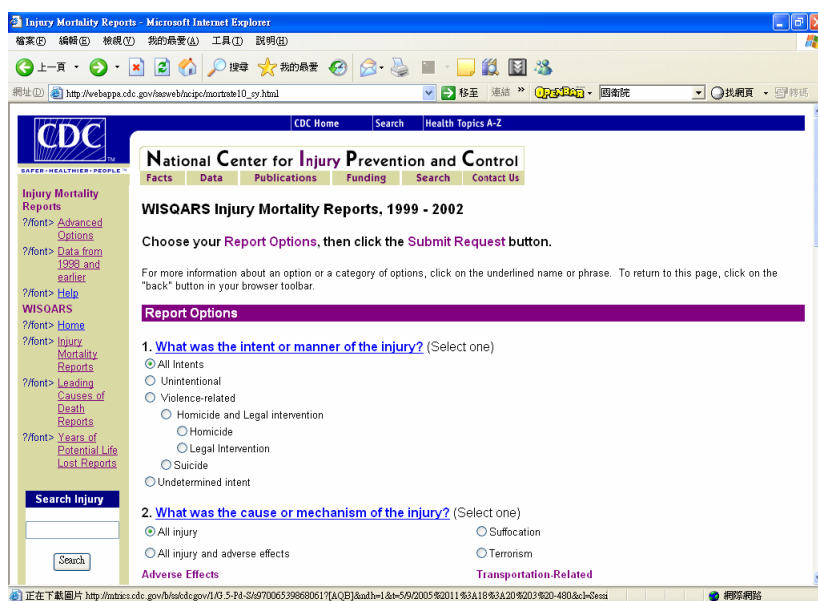 Injury Mortality Reports - Microsoft Internet Explorer
檔案(F) 編輯(E) 檢視(V) 我的最愛(A) 工具(T) 說明(H)
上一頁 搜尋 我的最愛
網址(D) http://webappa.cdc.gov/sasweb/ncipc/mortrate10_sy.html 移至 連結 » 國衛院 找網頁
CDC Home Search Health Topics A-Z
CDC
TM
SAFER·HEALTHIER·PEOPLE™
National Center for Injury Prevention and Control
Facts Data Publications Funding Search Contact Us
Injury Mortality
Reports
?/font> Advanced
Options
?/font> Data from
1998 and
earlier
?/font> Help
WISQARS
?/font> Home
?/font> Injury
Mortality
Reports
?/font> Leading
Causes of
Death
Reports
?/font> Years of
Potential Life
Lost Reports
Search Injury
Search
WISQARS Injury Mortality Reports, 1999 - 2002
Choose your Report Options, then click the Submit Request button.
For more information about an option or a category of options, click on the underlined name or phrase. To return to this page, click on the
"back" button in your browser toolbar.
Report Options
1. What was the intent or manner of the injury? (Select one)
All Intents
Unintentional
Violence-related
Homicide and Legal intervention
Homicide
Legal Intervention
Suicide
Undetermined intent
2. What was the cause or mechanism of the injury? (Select one)
All injury Suffocation
All injury and adverse effects Terrorism
Adverse Effects Transportation-Related
正在下載圖片 網際網路